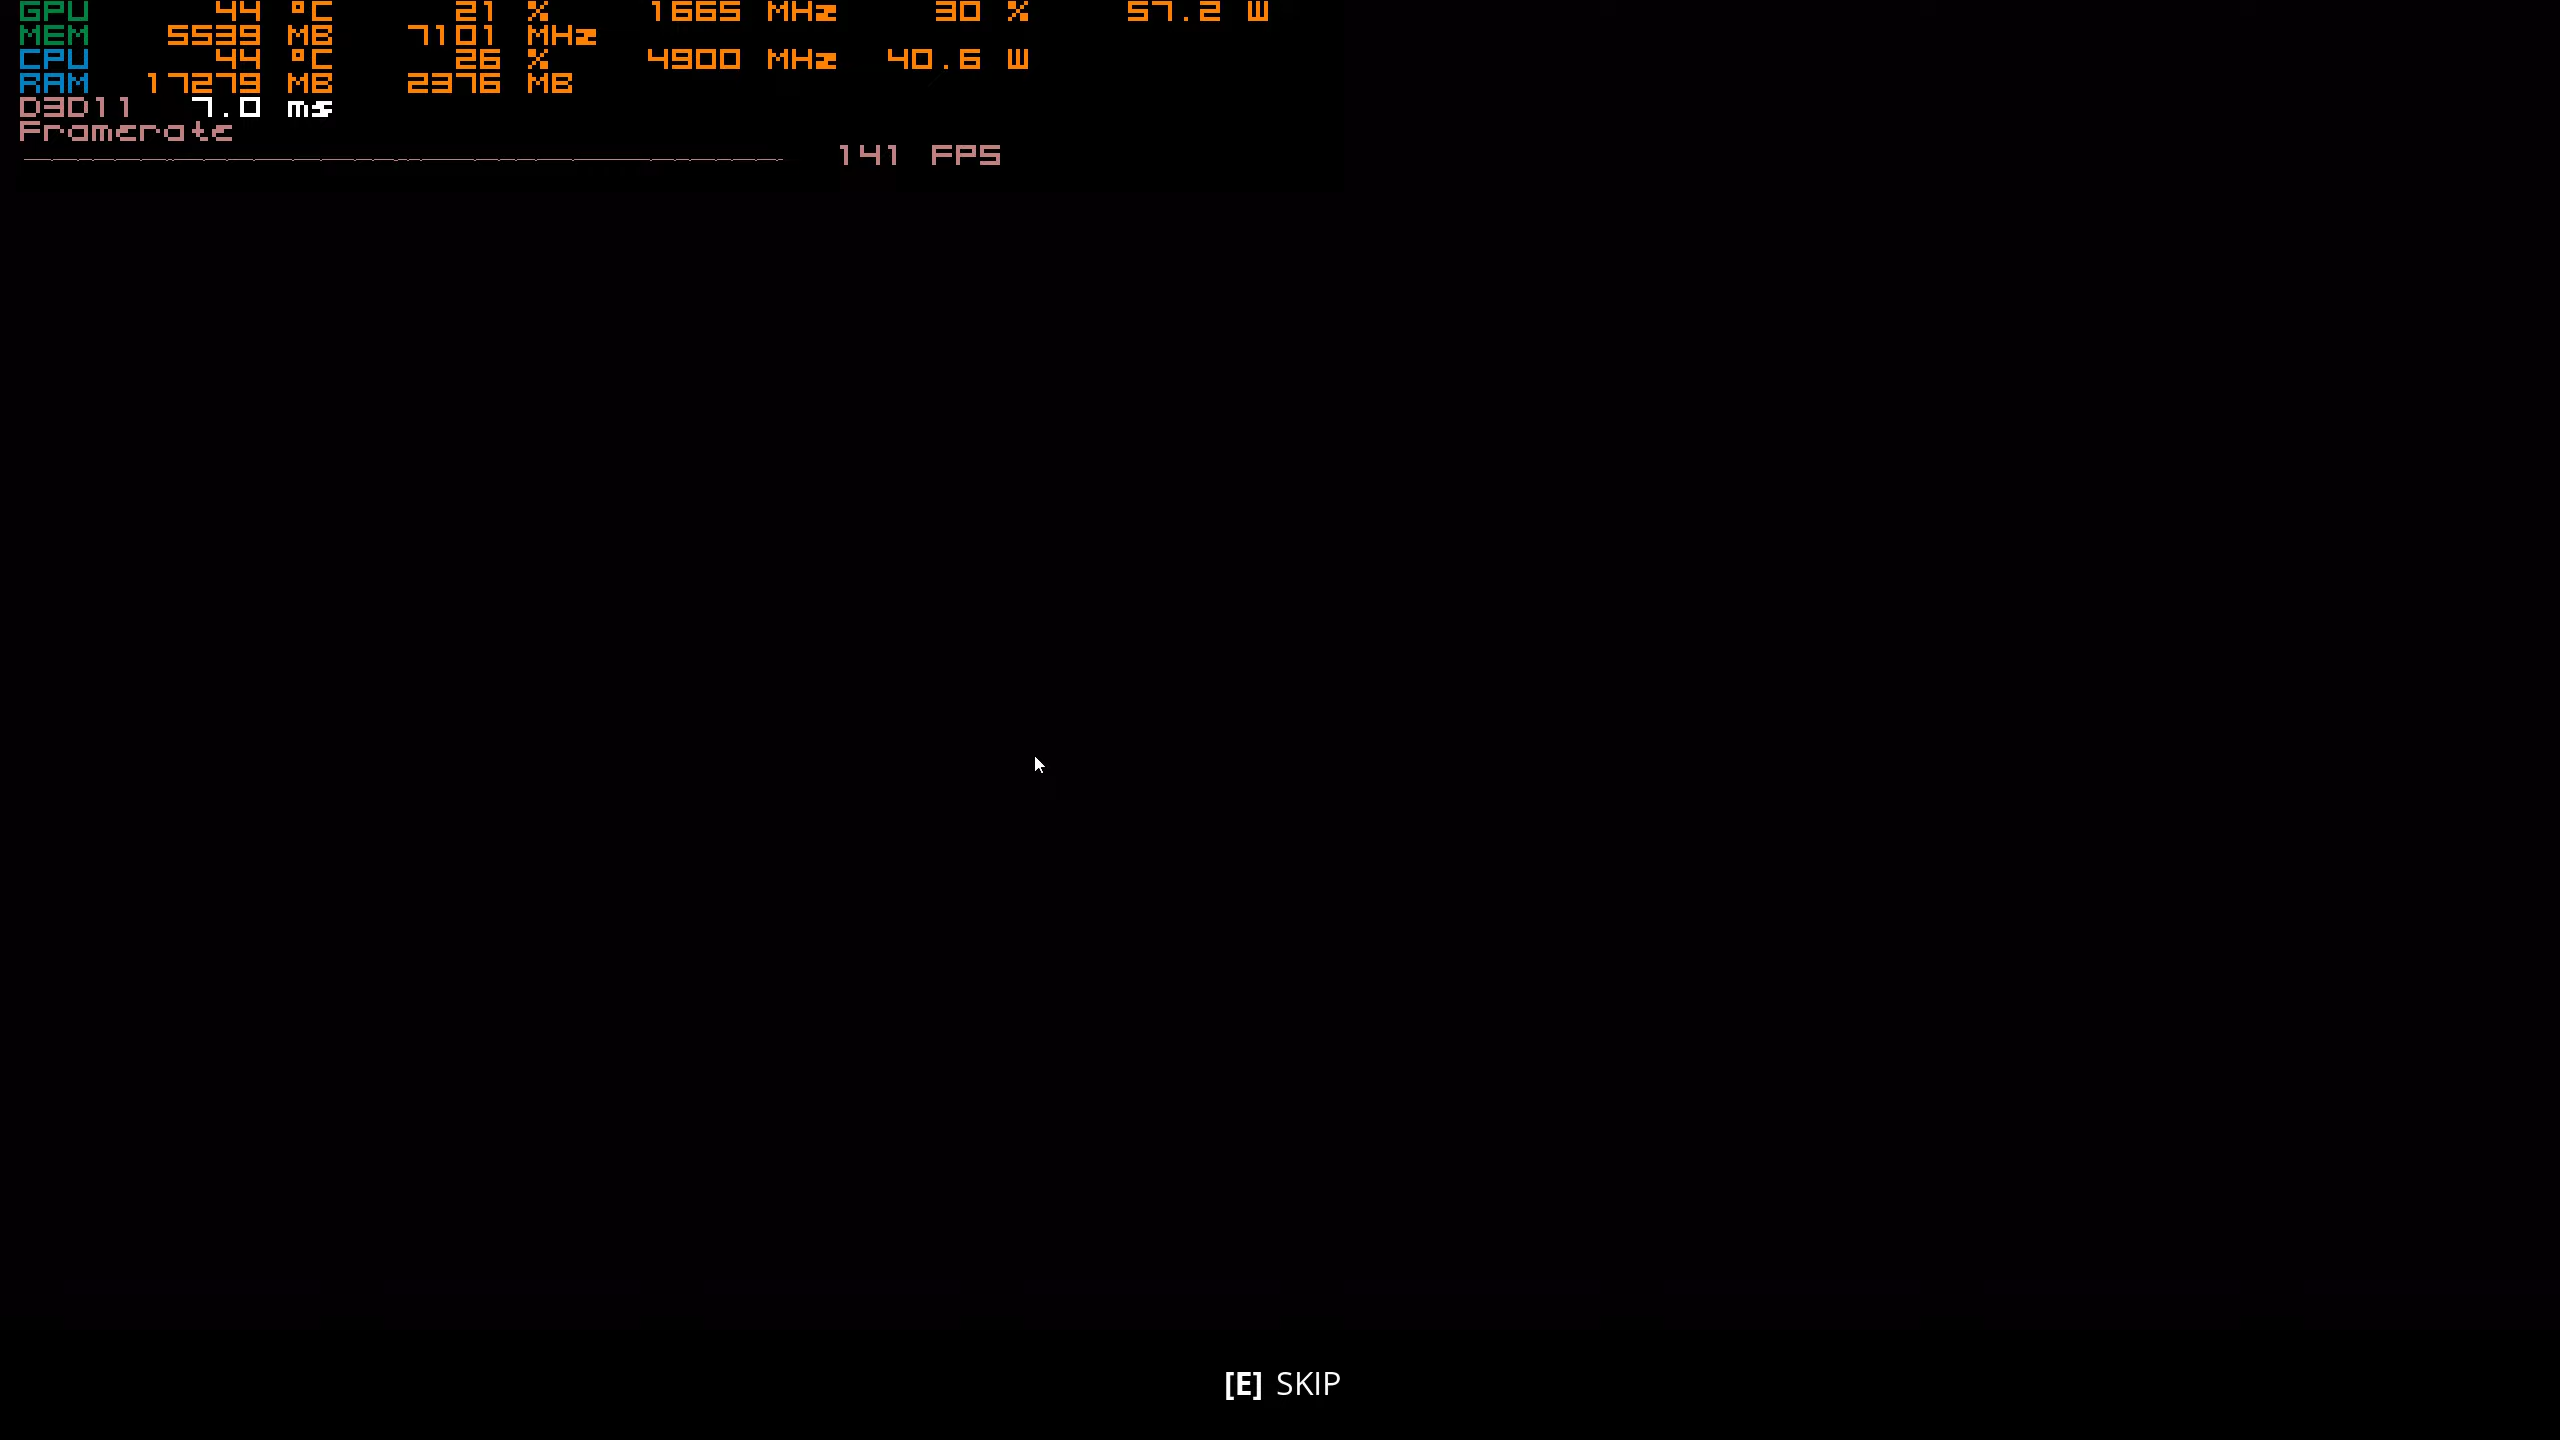 GPU 44 °C 21 % 1665 MHz 30 % 57.2 W
MEM 5539 MB 7101 MHz
CPU 44 °C 26 % 4900 MHz 40.6 W
RAM 17279 MB 2376 MB
D3D11 7.0 ms
Framerate
141 FPS
[E] SKIP